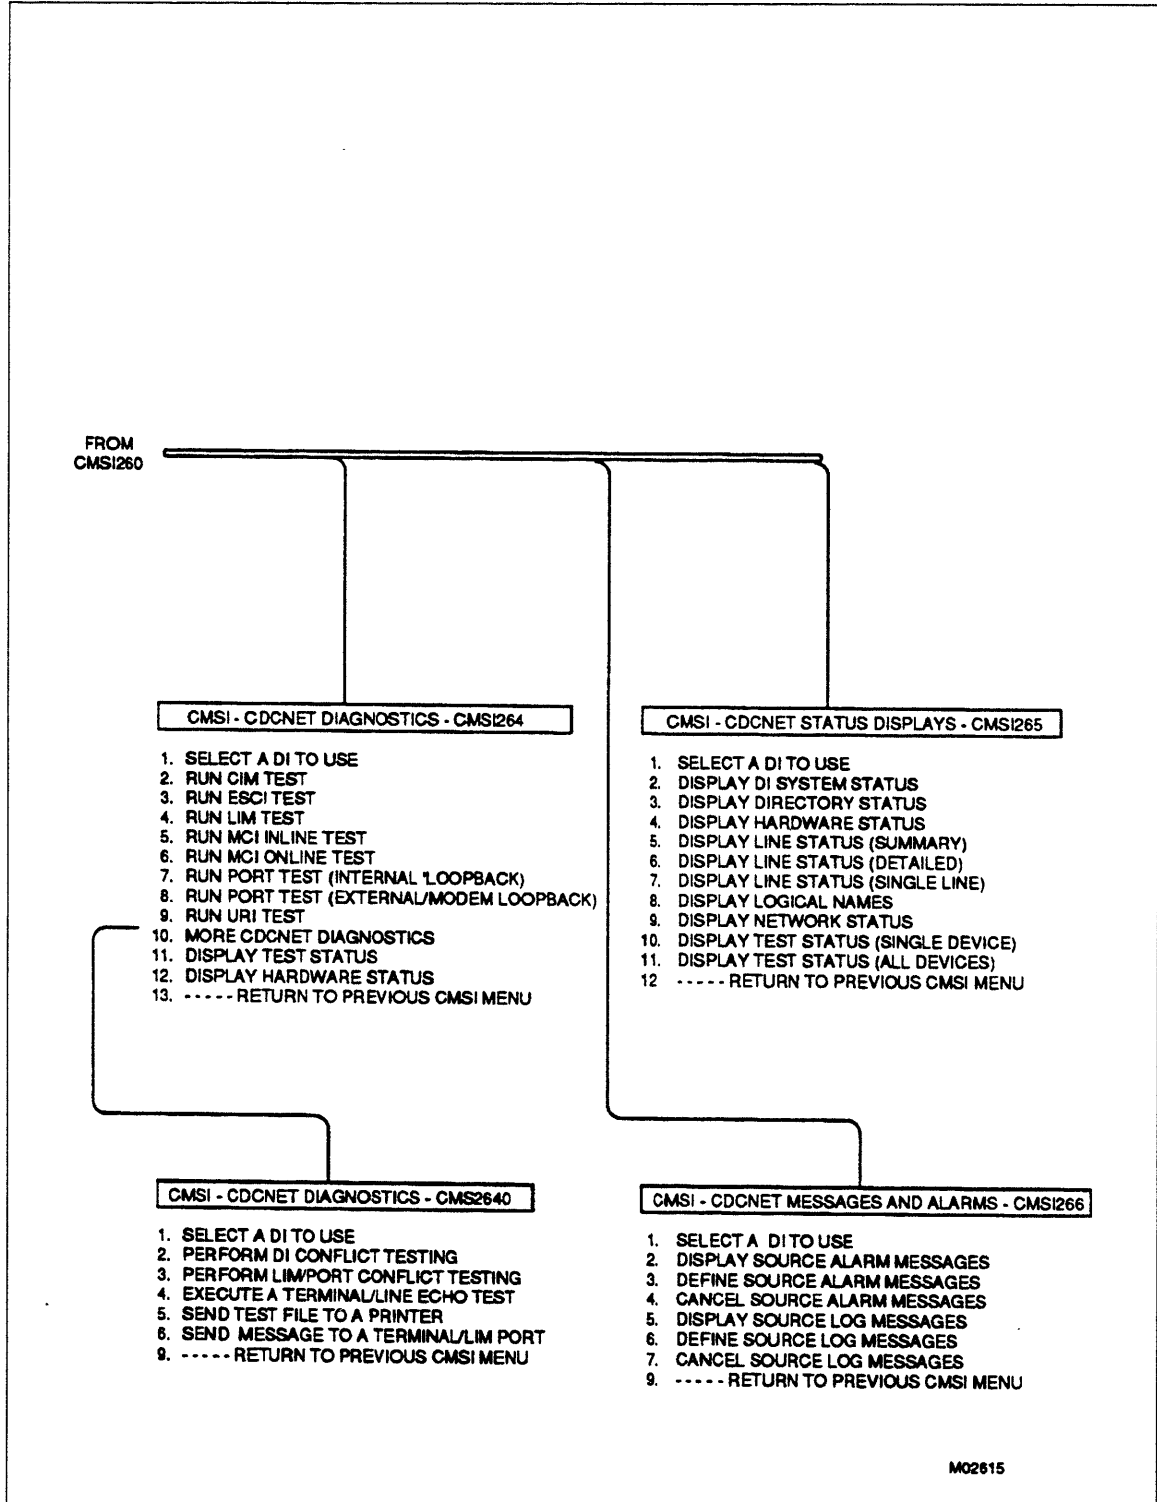 FROM
CMSI260
CMSI - CDCNET DIAGNOSTICS - CMSI264
1. SELECT A DI TO USE
2. RUN CIM TEST
3. RUN ESCI TEST
4. RUN LIM TEST
5. RUN MCI INLINE TEST
6. RUN MCI ONLINE TEST
7. RUN PORT TEST (INTERNAL 'LOOPBACK)
8. RUN PORT TEST (EXTERNAL/MODEM LOOPBACK)
9. RUN URI TEST
10. MORE CDCNET DIAGNOSTICS
11. DISPLAY TEST STATUS
12. DISPLAY HARDWARE STATUS
13. ----- RETURN TO PREVIOUS CMSI MENU
CMSI - CDCNET STATUS DISPLAYS - CMSI265
1. SELECT A DI TO USE
2. DISPLAY DI SYSTEM STATUS
3. DISPLAY DIRECTORY STATUS
4. DISPLAY HARDWARE STATUS
5. DISPLAY LINE STATUS (SUMMARY)
6. DISPLAY LINE STATUS (DETAILED)
7. DISPLAY LINE STATUS (SINGLE LINE)
8. DISPLAY LOGICAL NAMES
9. DISPLAY NETWORK STATUS
10. DISPLAY TEST STATUS (SINGLE DEVICE)
11. DISPLAY TEST STATUS (ALL DEVICES)
12 ----- RETURN TO PREVIOUS CMSI MENU
CMSI - CDCNET DIAGNOSTICS - CMS2640
1. SELECT A DI TO USE
2. PERFORM DI CONFLICT TESTING
3. PERFORM LIM/PORT CONFLICT TESTING
4. EXECUTE A TERMINAL/LINE ECHO TEST
5. SEND TEST FILE TO A PRINTER
6. SEND MESSAGE TO A TERMINAL/LIM PORT
9. ----- RETURN TO PREVIOUS CMSI MENU
CMSI - CDCNET MESSAGES AND ALARMS - CMSI266
1. SELECT A DI TO USE
2. DISPLAY SOURCE ALARM MESSAGES
3. DEFINE SOURCE ALARM MESSAGES
4. CANCEL SOURCE ALARM MESSAGES
5. DISPLAY SOURCE LOG MESSAGES
6. DEFINE SOURCE LOG MESSAGES
7. CANCEL SOURCE LOG MESSAGES
9. ----- RETURN TO PREVIOUS CMSI MENU
M02615